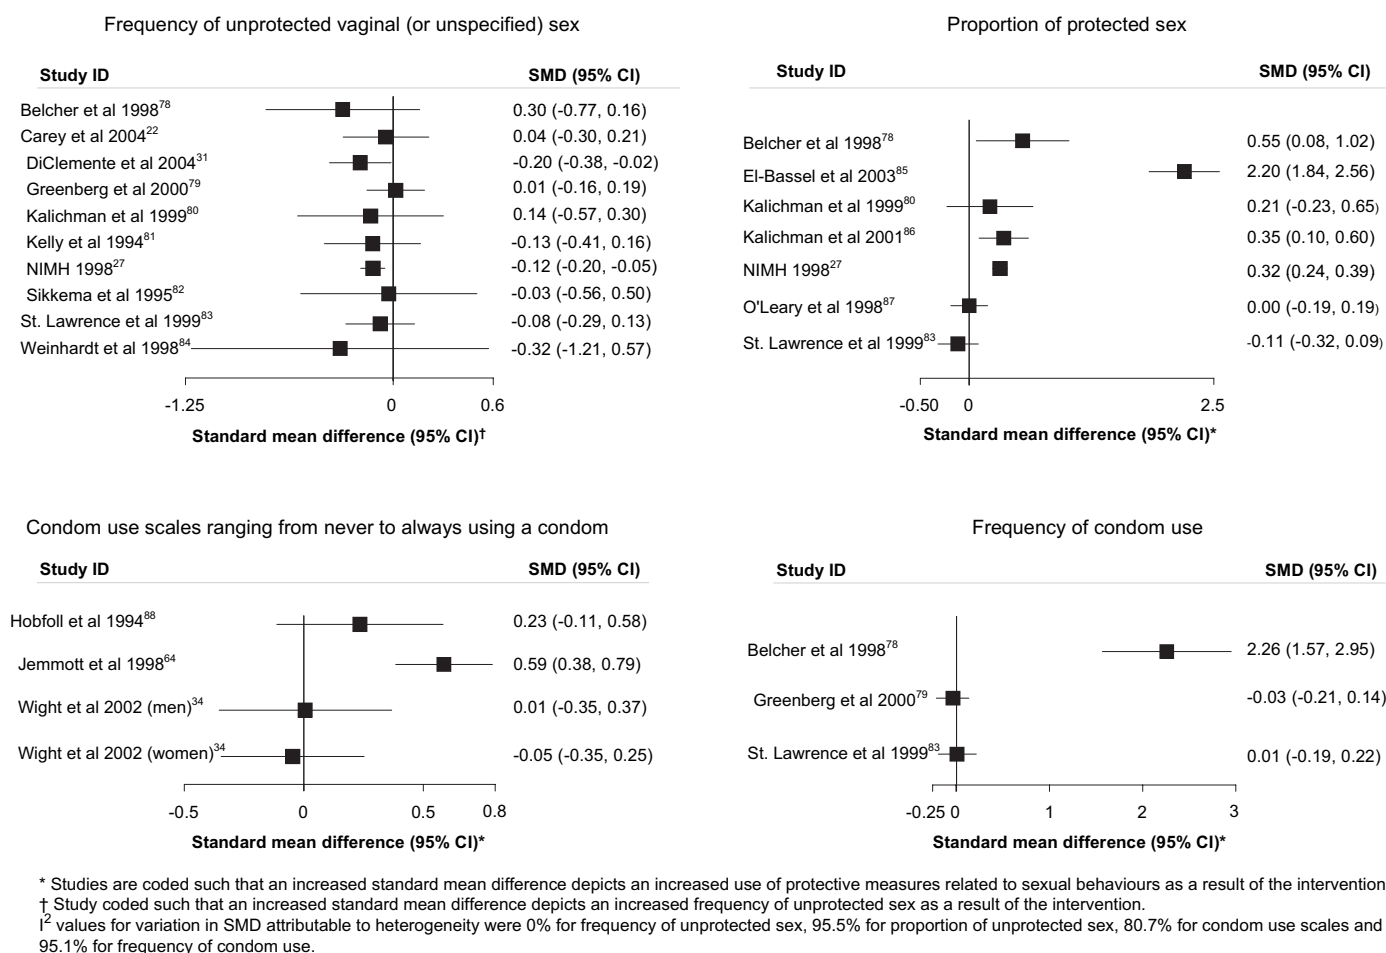 Frequency of unprotected vaginal (or unspecified) sex
Study ID SMD (95% CI)
Belcher et al 199878 0.30 (-0.77, 0.16)
Carey et al 200422 0.04 (-0.30, 0.21)
DiClemente et al 200431 -0.20 (-0.38, -0.02)
Greenberg et al 200079 0.01 (-0.16, 0.19)
Kalichman et al 199980 0.14 (-0.57, 0.30)
Kelly et al 199481 -0.13 (-0.41, 0.16)
NIMH 199827 -0.12 (-0.20, -0.05)
Sikkema et al 199582 -0.03 (-0.56, 0.50)
St. Lawrence et al 199983 -0.08 (-0.29, 0.13)
Weinhardt et al 199884 -0.32 (-1.21, 0.57)
-1.25 0 0.6
Standard mean difference (95% CI)†
Proportion of protected sex
Study ID SMD (95% CI)
Belcher et al 199878 0.55 (0.08, 1.02)
El-Bassel et al 200385 2.20 (1.84, 2.56)
Kalichman et al 199980 0.21 (-0.23, 0.65)
Kalichman et al 200186 0.35 (0.10, 0.60)
NIMH 199827 0.32 (0.24, 0.39)
O'Leary et al 199887 0.00 (-0.19, 0.19)
St. Lawrence et al 199983 -0.11 (-0.32, 0.09)
-0.50 0 2.5
Standard mean difference (95% CI)*
Condom use scales ranging from never to always using a condom
Study ID SMD (95% CI)
Hobfoll et al 199488 0.23 (-0.11, 0.58)
Jemmott et al 199864 0.59 (0.38, 0.79)
Wight et al 2002 (men)34 0.01 (-0.35, 0.37)
Wight et al 2002 (women)34 -0.05 (-0.35, 0.25)
-0.5 0 0.5 0.8
Standard mean difference (95% CI)*
Frequency of condom use
Study ID SMD (95% CI)
Belcher et al 199878 2.26 (1.57, 2.95)
Greenberg et al 200079 -0.03 (-0.21, 0.14)
St. Lawrence et al 199983 0.01 (-0.19, 0.22)
-0.25 0 1 2 3
Standard mean difference (95% CI)*
* Studies are coded such that an increased standard mean difference depicts an increased use of protective measures related to sexual behaviours as a result of the intervention
† Study coded such that an increased standard mean difference depicts an increased frequency of unprotected sex as a result of the intervention.
I2 values for variation in SMD attributable to heterogeneity were 0% for frequency of unprotected sex, 95.5% for proportion of unprotected sex, 80.7% for condom use scales and
95.1% for frequency of condom use.